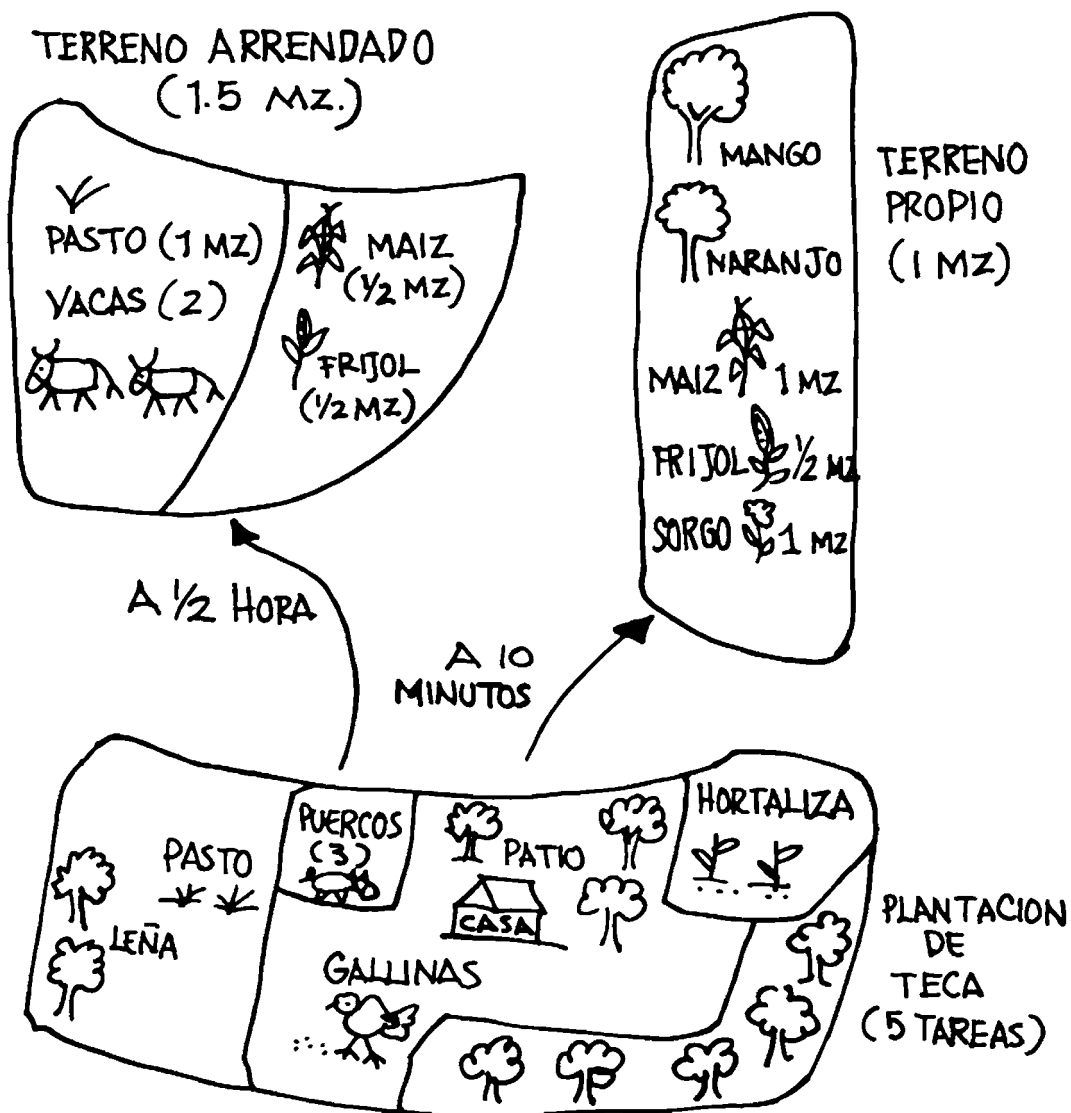 TERRENO ARRENDADO
(1.5 MZ.)
PASTO (1 MZ)
VACAS (2)
MAIZ
(1/2 MZ)
FRIJOL
(1/2 MZ)
MANGO
NARANJO
MAIZ 1 MZ
FRIJOL 1/2 MZ
SORGO 1 MZ
TERRENO
PROPIO
(1 MZ)
A 1/2 HORA
A 10
MINUTOS
PASTO
LEÑA
PUERCOS
(3)
PATIO
CASA
GALLINAS
HORTALIZA
PLANTACION
DE
TECA
(5 TAREAS)